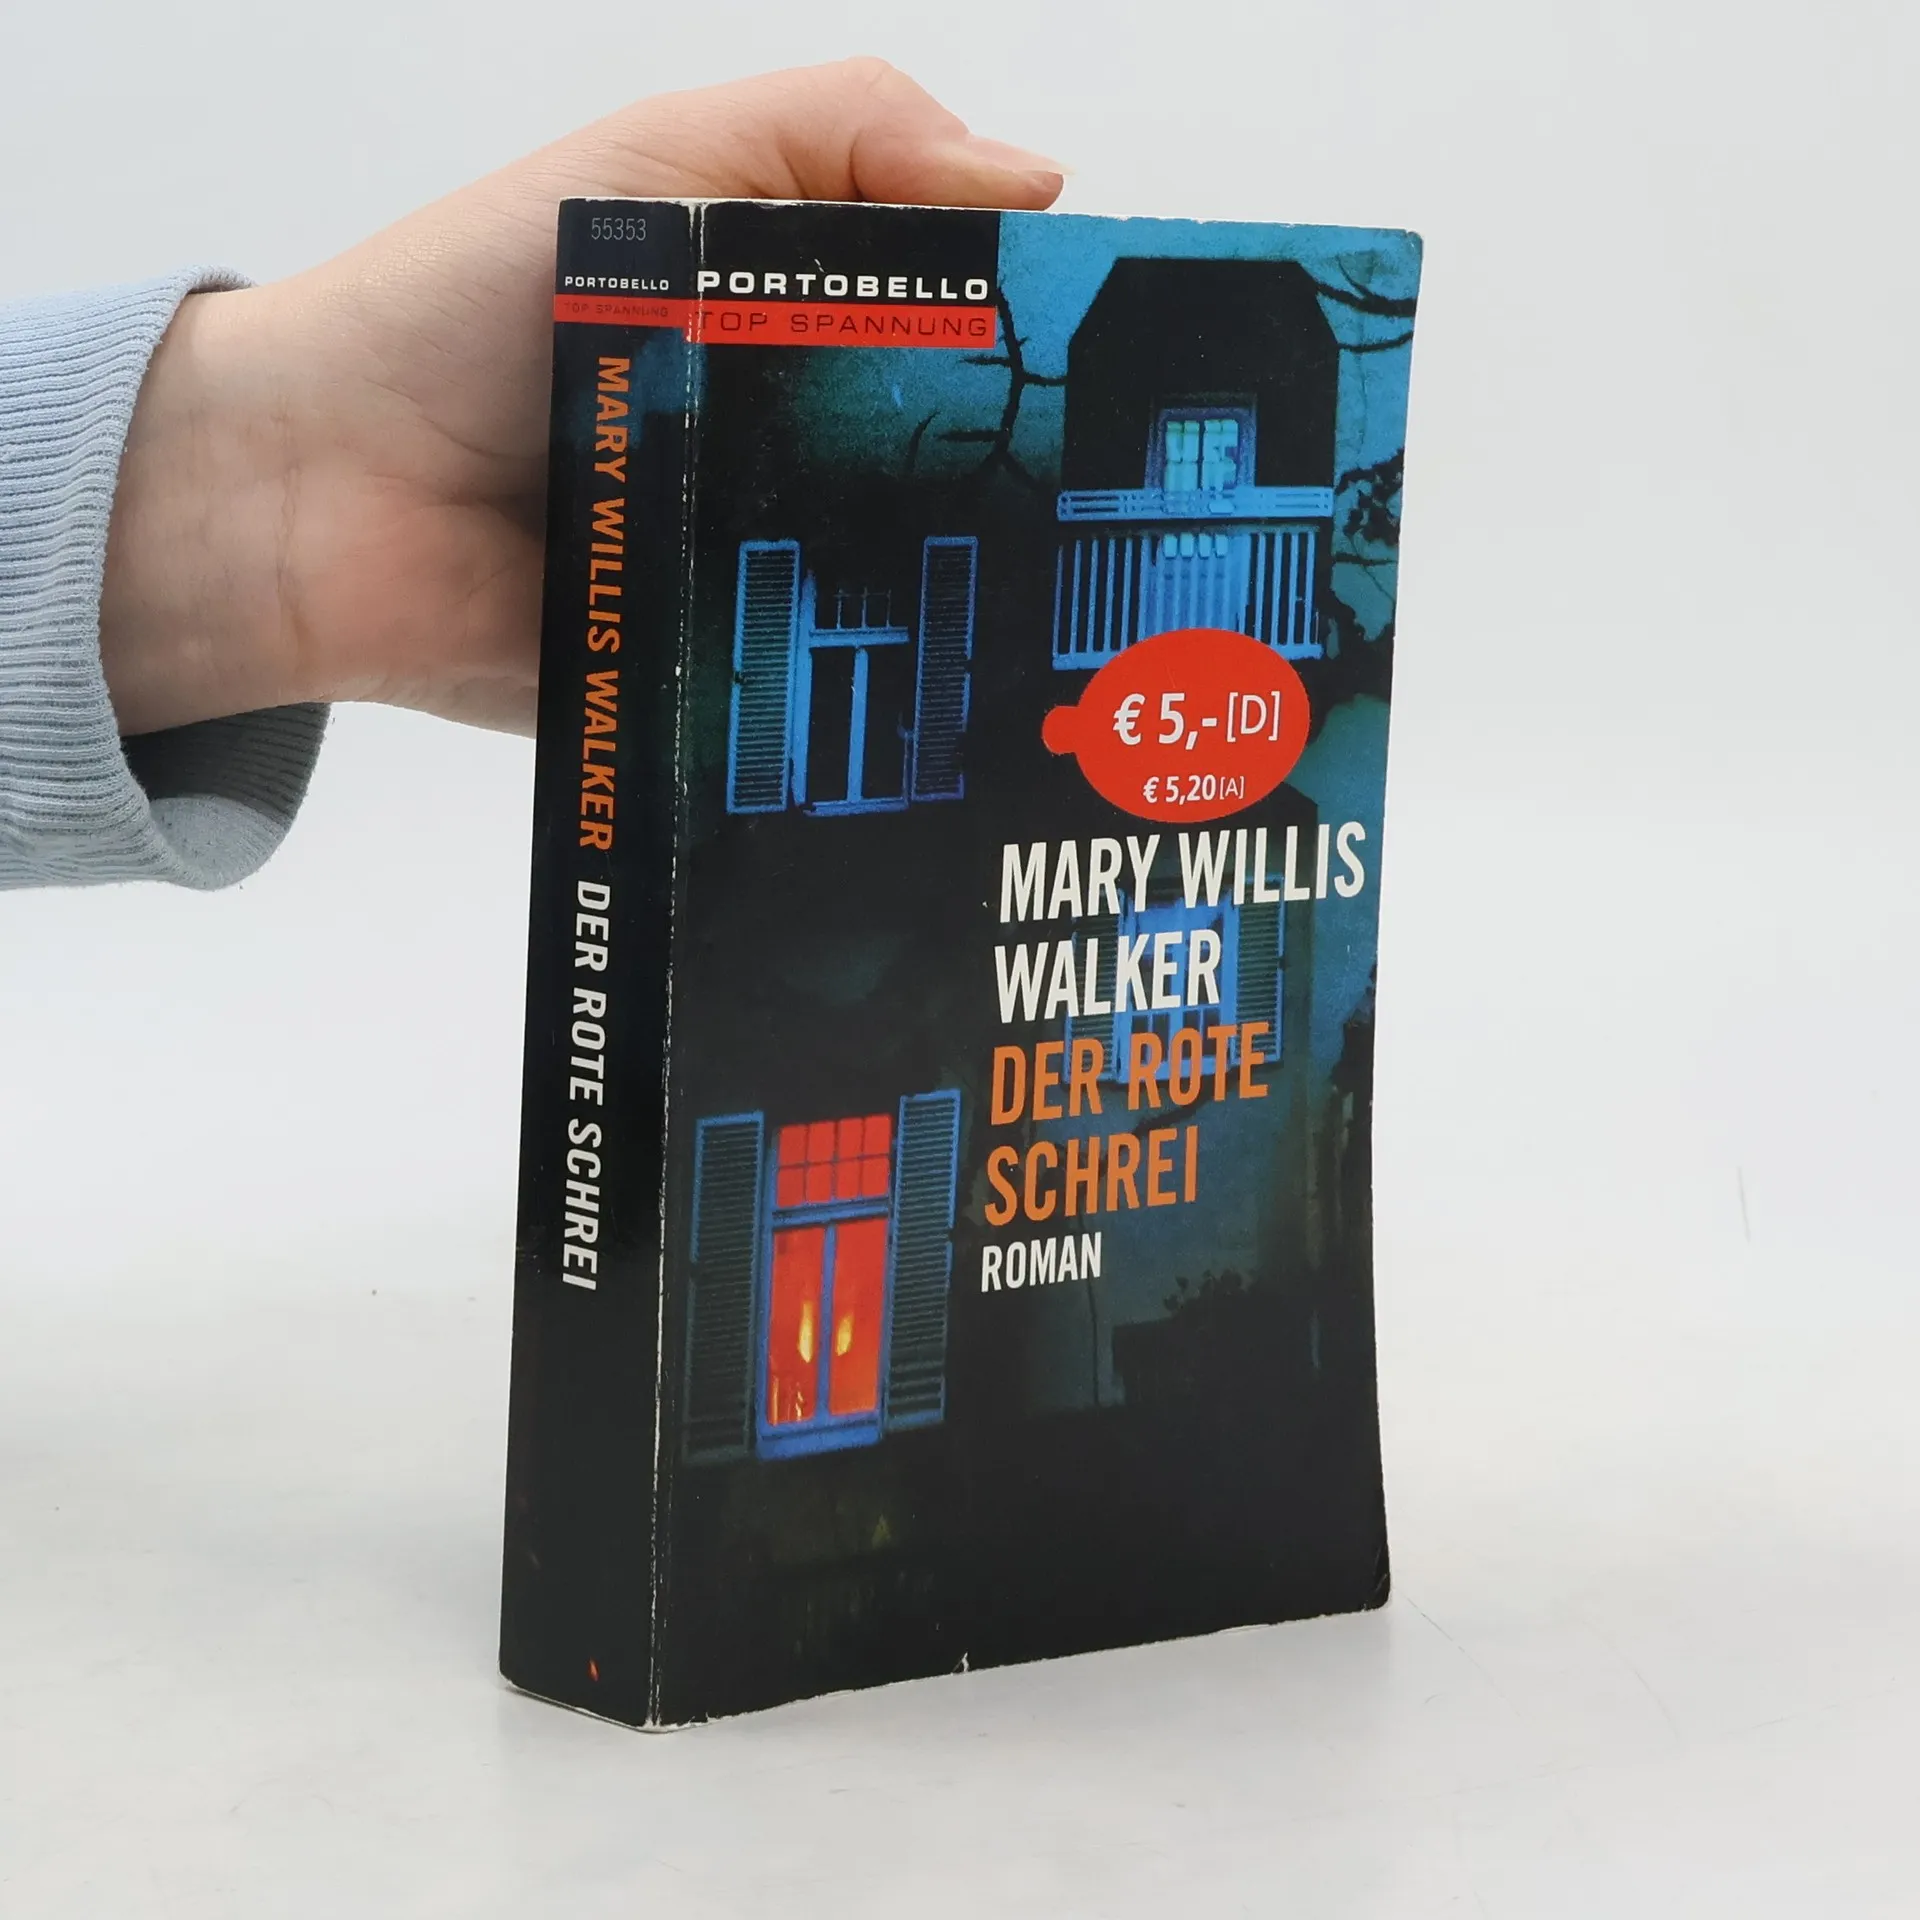 55353
PORTOBELLO
TOP SPANNUNG
MARY WILLIS WALKER DER ROTE SCHREI
PORTOBELLO
TOP SPANNUNG
€ 5,- [D]
€ 5,20 [A]
MARY WILLIS
WALKER
DER ROTE
SCHREI
ROMAN